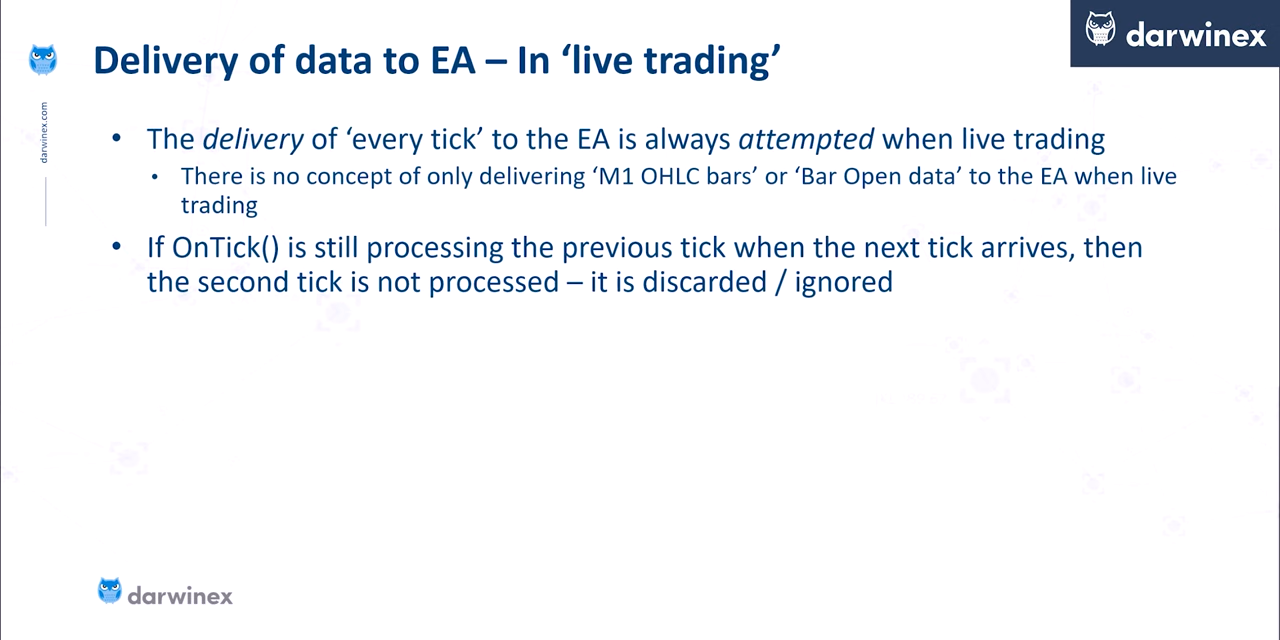 darwinex
Delivery of data to EA – In ‘live trading’
darwinex.com
• The delivery of ‘every tick’ to the EA is always attempted when live trading
• There is no concept of only delivering ‘M1 OHLC bars’ or ‘Bar Open data’ to the EA when live
trading
• If OnTick() is still processing the previous tick when the next tick arrives, then
the second tick is not processed – it is discarded / ignored
darwinex